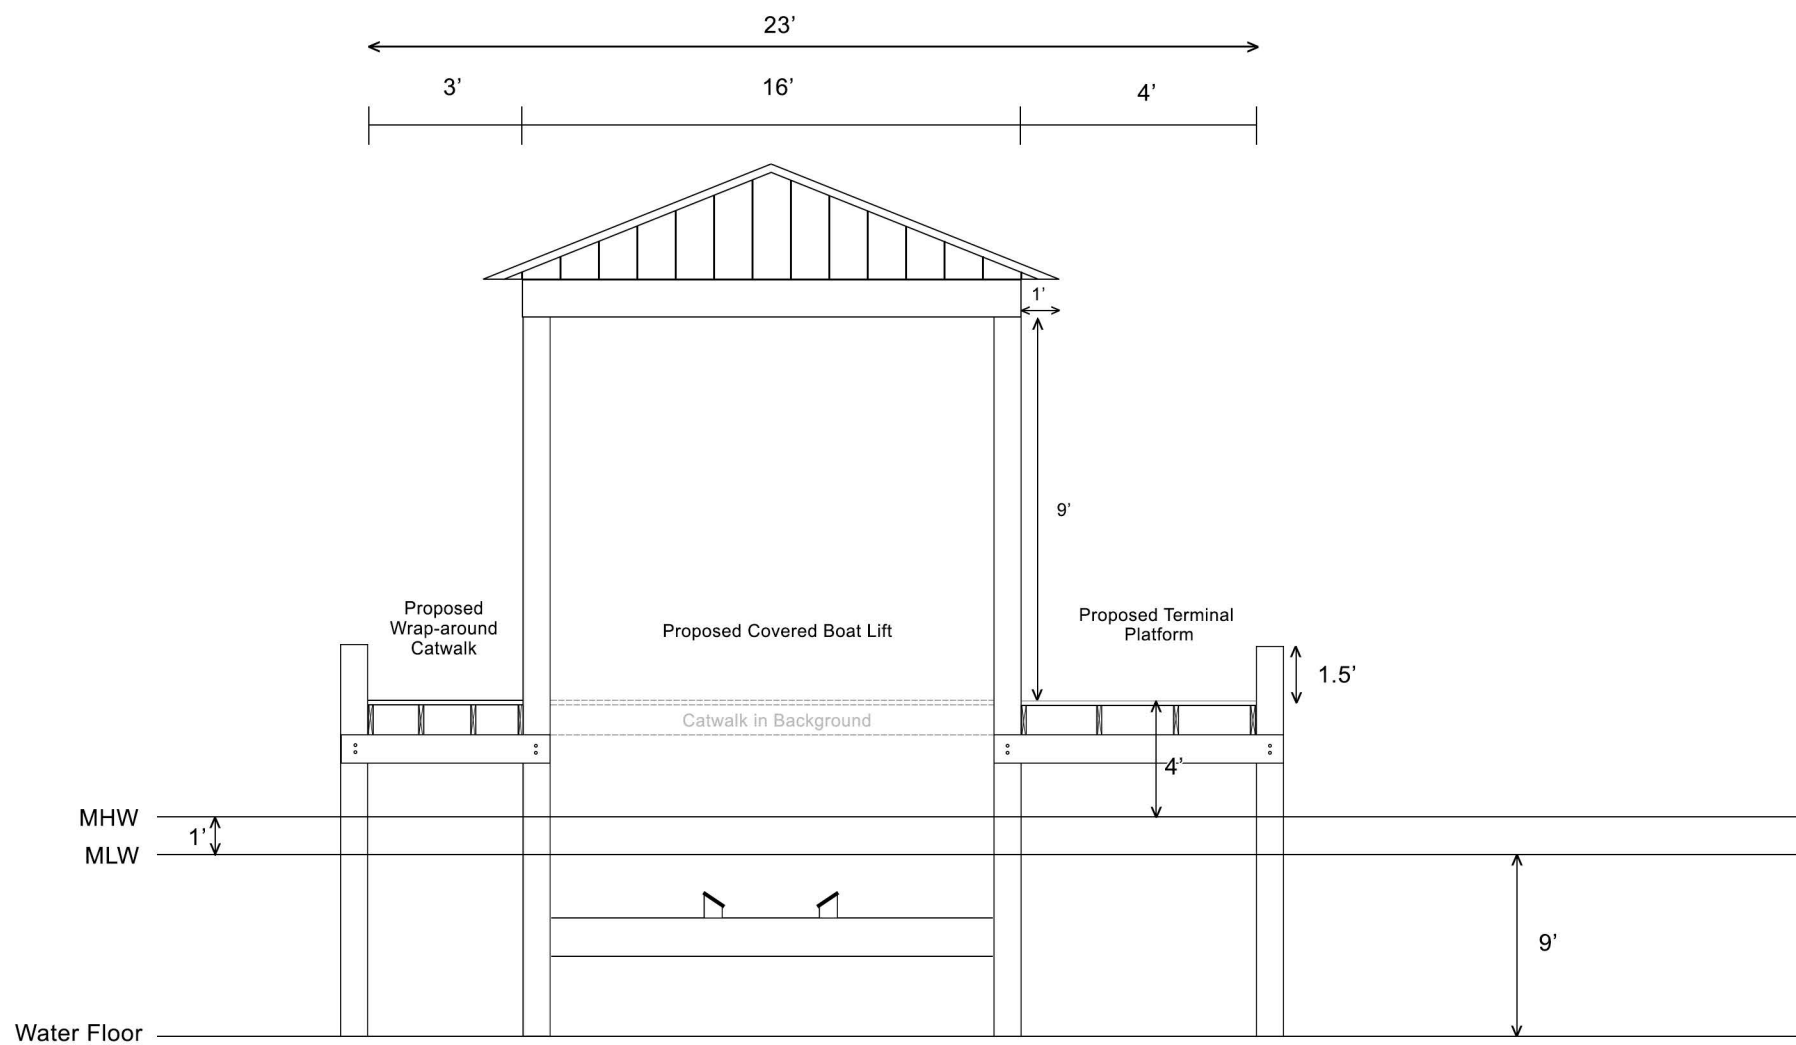 23’
3’
16’
4’
1’
9’
Proposed
Wrap-around
Catwalk
Proposed Covered Boat Lift
Proposed Terminal
Platform
1.5’
Catwalk in Background
4’
MHW
1’
MLW
9’
Water Floor